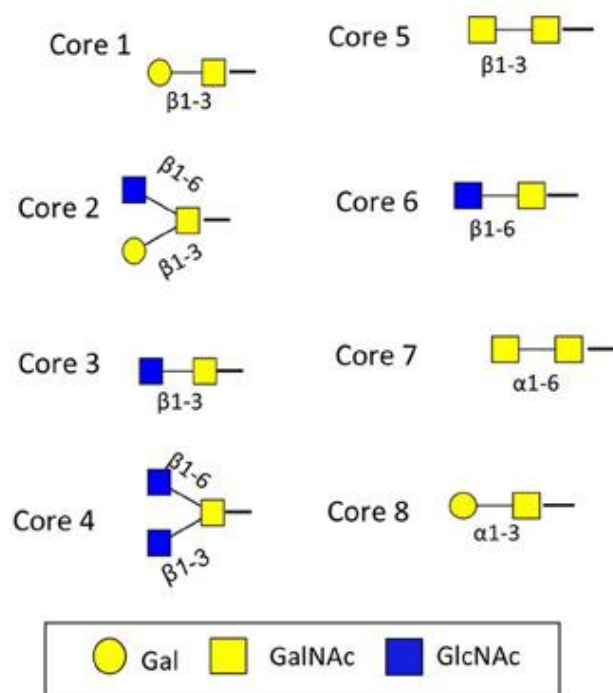 Core 1
β1-3
Core 2
β1-6
β1-3
Core 3
β1-3
Core 4
β1-6
β1-3
Core 5
β1-3
Core 6
β1-6
Core 7
α1-6
Core 8
α1-3
Gal GalNAc GlcNAc